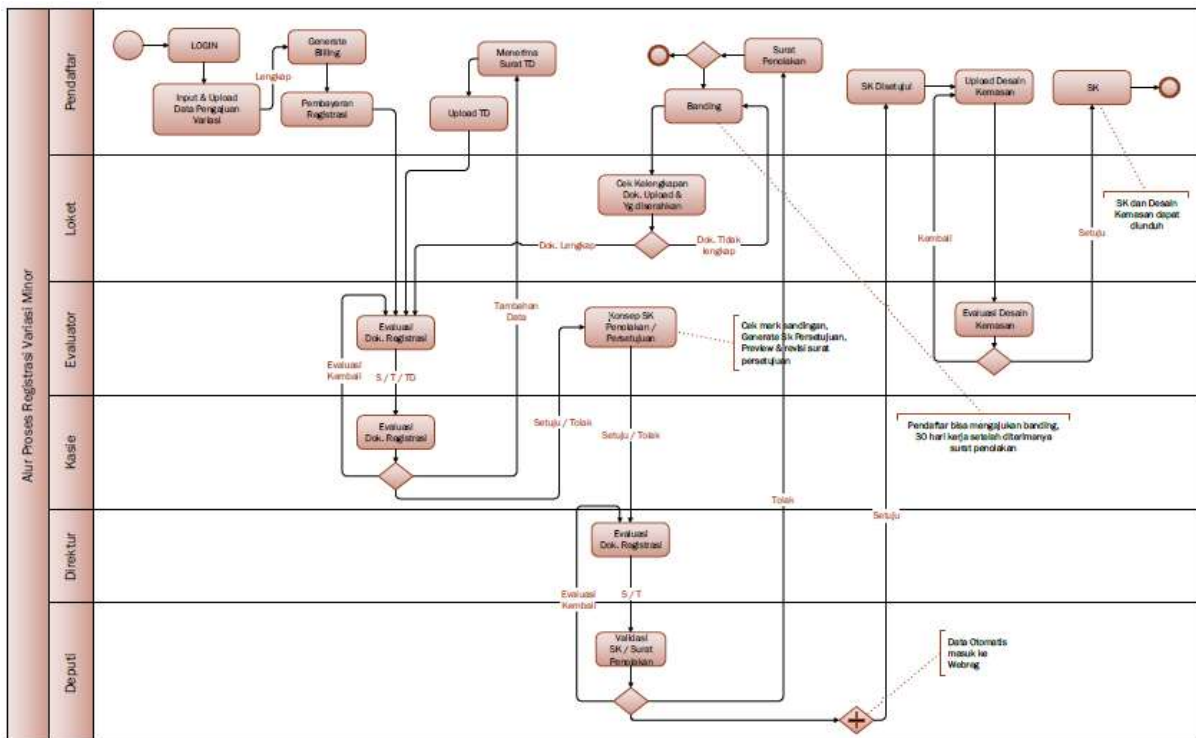 Alur Proses Registrasi Variasi Minor
Pendaftar
LOGIN
Input & Upload
Data Pengajuan
Variasi
Lengkap
Generate
Billing
Pembayaran
Registrasi
Menerima
Surat TD
Upload TD
Surat
Penolakan
Banding
SK Disetujui
Upload Desain
Kemasan
SK
Loket
Cek Kelengkapan
Dok. Upload &
Yg diserahkan
Dok. Lengkap
Dok. Tidak
lengkap
Kembali
Setuju
SK dan Desain
Kemasan dapat
diunduh
Evaluator
Evaluasi
Dok. Registrasi
Evaluasi
Kembali
S / T / TD
Tambahan
Data
Konsep SK
Penolakan /
Persetujuan
Cek merk sandingan,
Generate Sk Persetujuan,
Preview & revisi surat
persetujuan
Evaluasi Desain
Kemasan
Kasie
Evaluasi
Dok. Registrasi
Setuju / Tolak
Setuju / Tolak
Pendaftar bisa mengajukan banding,
30 hari kerja setelah diterimanya
surat penolakan
Tolak
Setuju
Direktur
Evaluasi
Dok. Registrasi
Evaluasi
Kembali
S / T
Deputi
Validasi
SK / Surat
Penolakan
Data Otomatis
masuk ke
Webreg